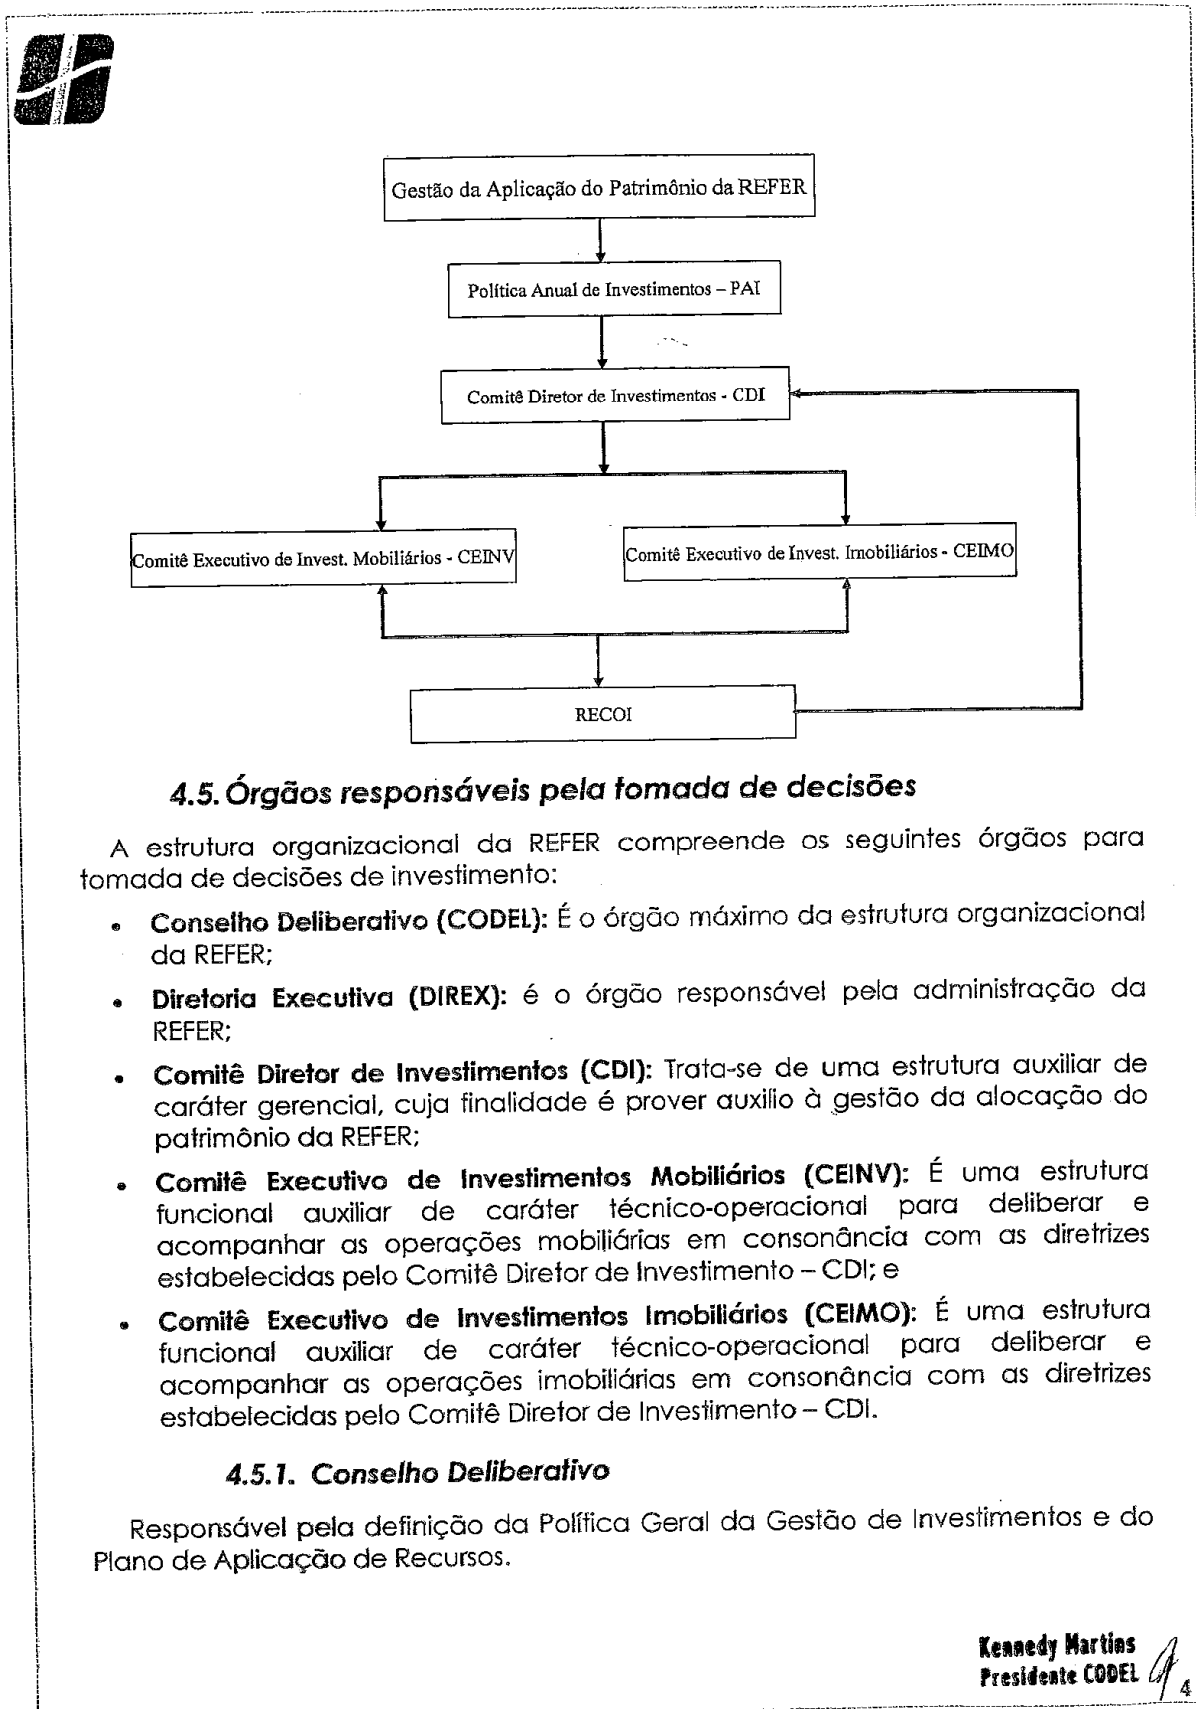 Gestão da Aplicação do Patrimônio da REFER
Política Anual de Investimentos – PAI
Comitê Diretor de Investimentos - CDI
Comitê Executivo de Invest. Mobiliários - CEINV
Comitê Executivo de Invest. Imobiliários - CEIMO
RECOI
4.5. Órgãos responsáveis pela tomada de decisões
A estrutura organizacional da REFER compreende os seguintes órgãos para
tomada de decisões de investimento:
• Conselho Deliberativo (CODEL): É o órgão máximo da estrutura organizacional
da REFER;
• Diretoria Executiva (DIREX): é o órgão responsável pela administração da
REFER;
• Comitê Diretor de Investimentos (CDI): Trata-se de uma estrutura auxiliar de
caráter gerencial, cuja finalidade é prover auxilio à gestão da alocação do
patrimônio da REFER;
• Comitê Executivo de Investimentos Mobiliários (CEINV): É uma estrutura
funcional auxiliar de caráter técnico-operacional para deliberar e
acompanhar as operações mobiliárias em consonância com as diretrizes
estabelecidas pelo Comitê Diretor de Investimento – CDI; e
• Comitê Executivo de Investimentos Imobiliários (CEIMO): É uma estrutura
funcional auxiliar de caráter técnico-operacional para deliberar e
acompanhar as operações imobiliárias em consonância com as diretrizes
estabelecidas pelo Comitê Diretor de Investimento – CDI.
4.5.1. Conselho Deliberativo
Responsável pela definição da Política Geral da Gestão de Investimentos e do
Plano de Aplicação de Recursos.
Kennedy Martins
Presidente CODEL
4